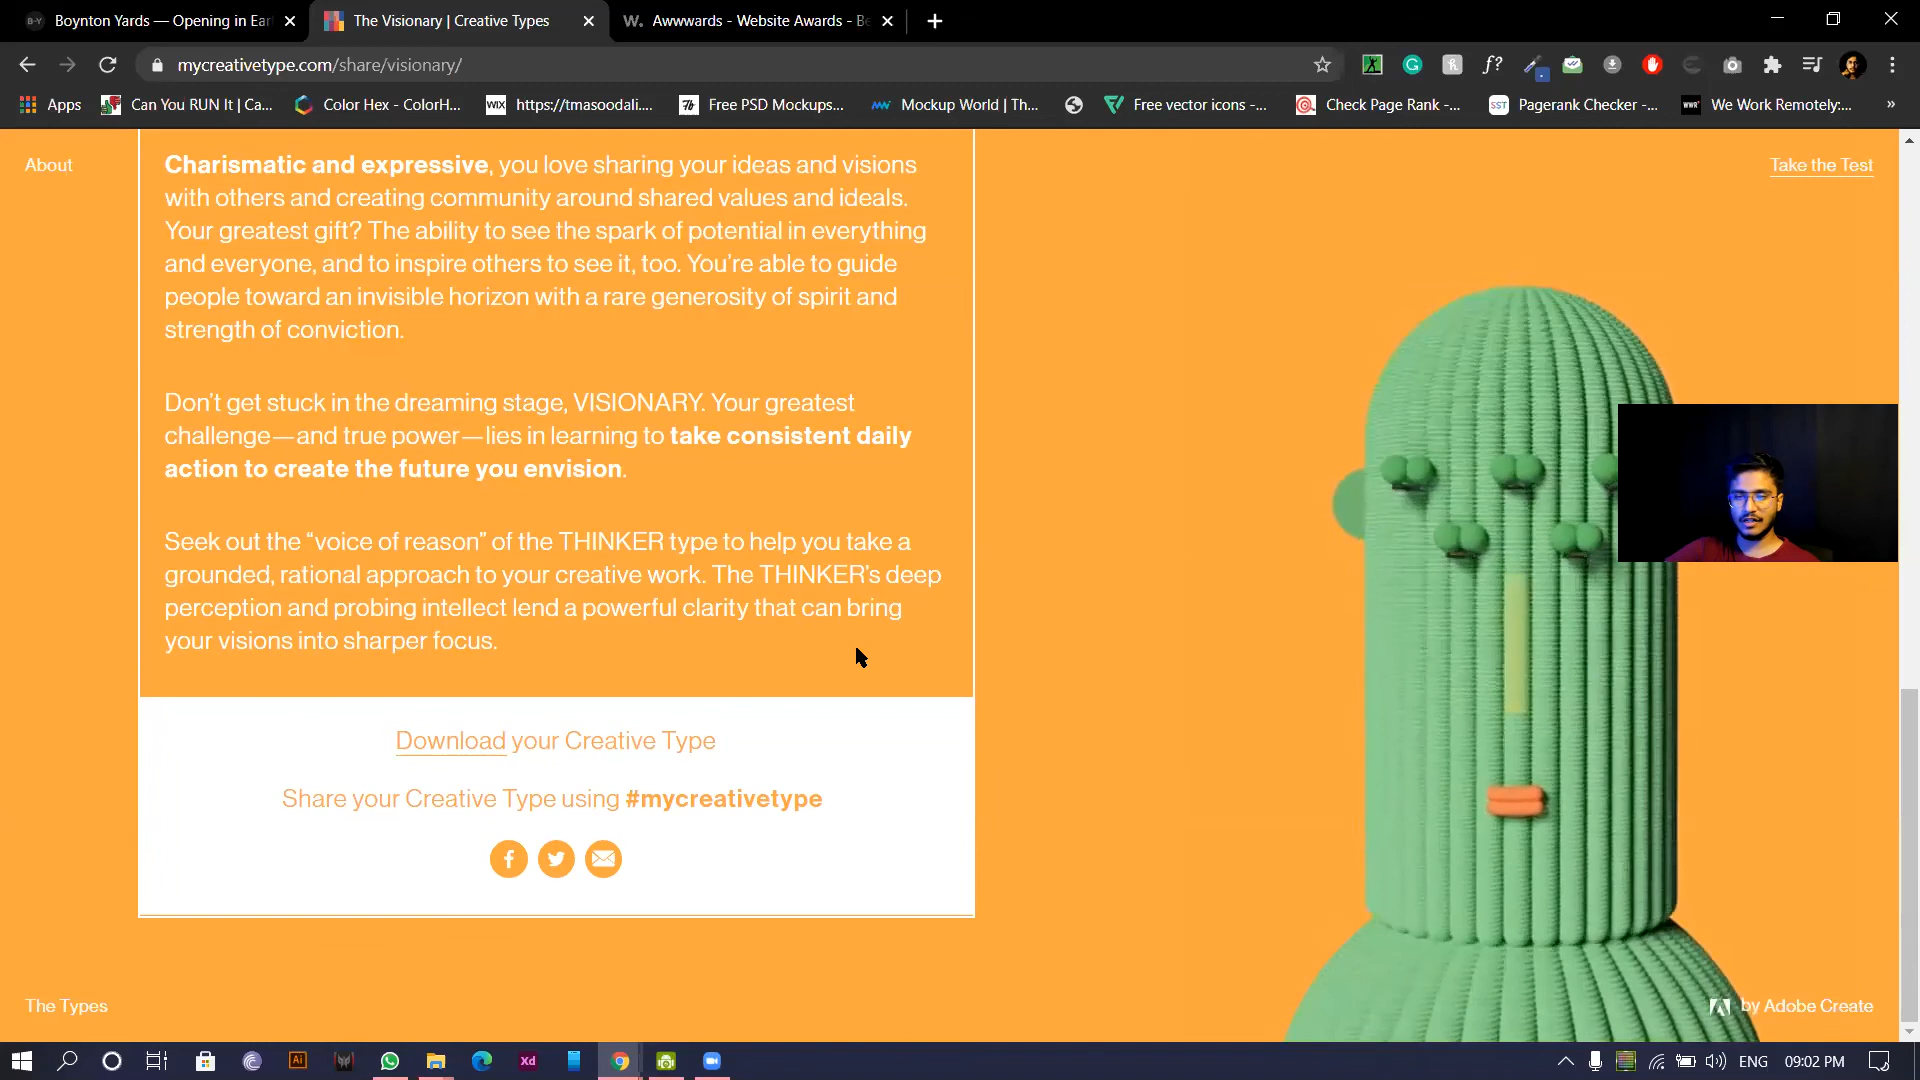 Boynton Yards — Opening in Ear
The Visionary | Creative Types
W. Awwwards - Website Awards - Be
mycreativetype.com/share/visionary/
Apps
Can You RUN It | Ca...
Color Hex - ColorH...
WIX https://tmasoodali....
Free PSD Mockups...
Mockup World | Th...
Free vector icons -...
Check Page Rank -...
SST Pagerank Checker -...
WWR We Work Remotely:...
About
Take the Test
Charismatic and expressive, you love sharing your ideas and visions
with others and creating community around shared values and ideals.
Your greatest gift? The ability to see the spark of potential in everything
and everyone, and to inspire others to see it, too. You're able to guide
people toward an invisible horizon with a rare generosity of spirit and
strength of conviction.
Don't get stuck in the dreaming stage, VISIONARY. Your greatest
challenge—and true power—lies in learning to take consistent daily
action to create the future you envision.
Seek out the “voice of reason” of the THINKER type to help you take a
grounded, rational approach to your creative work. The THINKER's deep
perception and probing intellect lend a powerful clarity that can bring
your visions into sharper focus.
Download your Creative Type
Share your Creative Type using #mycreativetype
The Types
by Adobe Create
Ai
Xd
ENG
09:02 PM